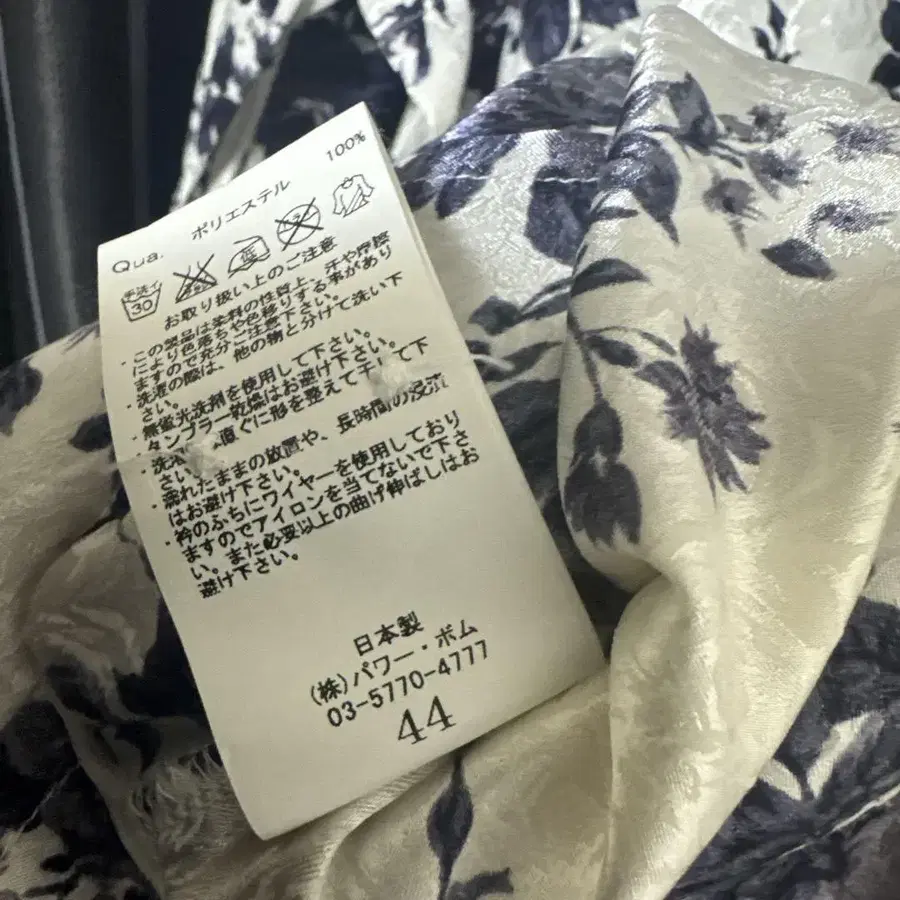 Qua. ポリエステル 100%
手洗イ
30
お取り扱い上のご注意
・この製品は染料の性質上、汗や摩擦
により色落ちや色移りする事があり
ますので充分ご注意下さい。
・洗濯の際は、他の物と分けて洗い下
さい。
・無蛍光洗剤を使用して下さい。
・タンブラー乾燥はお避け下さい。
・洗濯 直ぐに形を整えて干して下
さい。
・濡れたままの放置や、長時間の浸漬
はお避け下さい。
・衿のふちにワイヤーを使用しており
ますのでアイロンを当てないで下さ
い。また必要以上の曲げ伸ばしはお
避け下さい。
日本製
(株)パワー・ボム
03-5770-4777
44